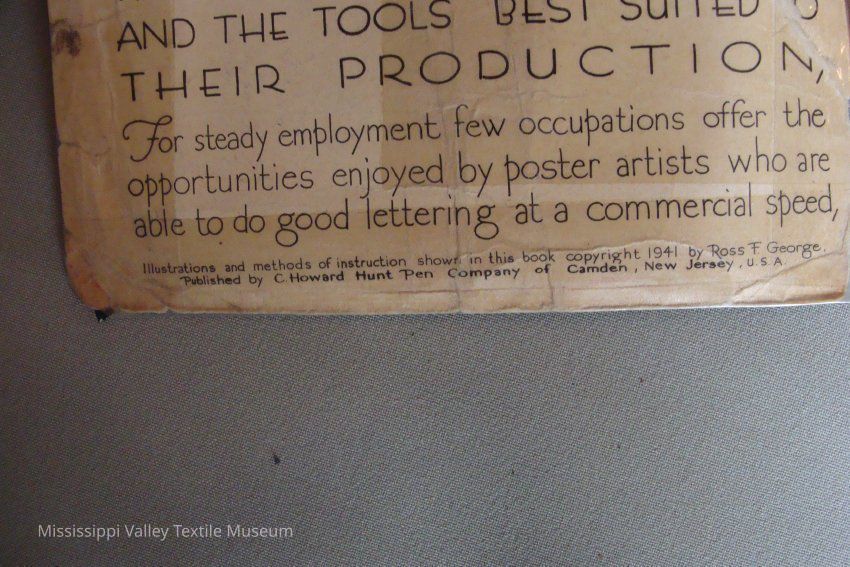 AND THE TOOLS BEST SUITED
THEIR PRODUCTION,
For steady employment few occupations offer the
opportunities enjoyed by poster artists who are
able to do good lettering at a commercial speed,
Illustrations and methods of instruction shown in this book copyright 1941 by Ross F George.
Published by C. Howard Hunt Pen Company of Camden, New Jersey, U.S.A.
Mississippi Valley Textile Museum